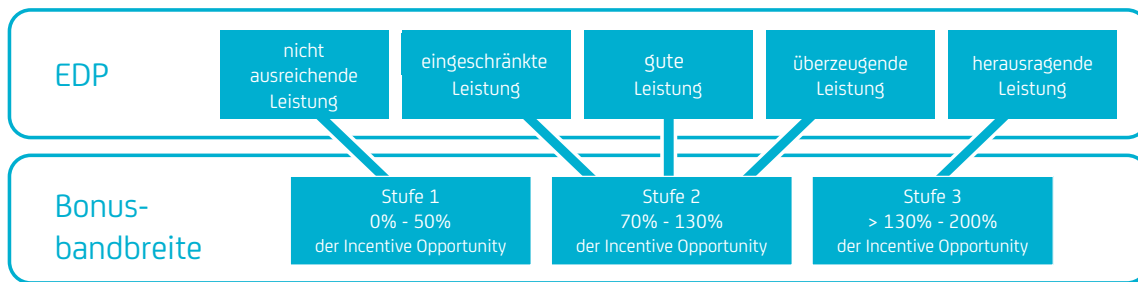 EDP
nicht
ausreichende
Leistung
eingeschränkte
Leistung
gute
Leistung
überzeugende
Leistung
herausragende
Leistung
Bonus-
bandbreite
Stufe 1
0% - 50%
der Incentive Opportunity
Stufe 2
70% - 130%
der Incentive Opportunity
Stufe 3
> 130% - 200%
der Incentive Opportunity